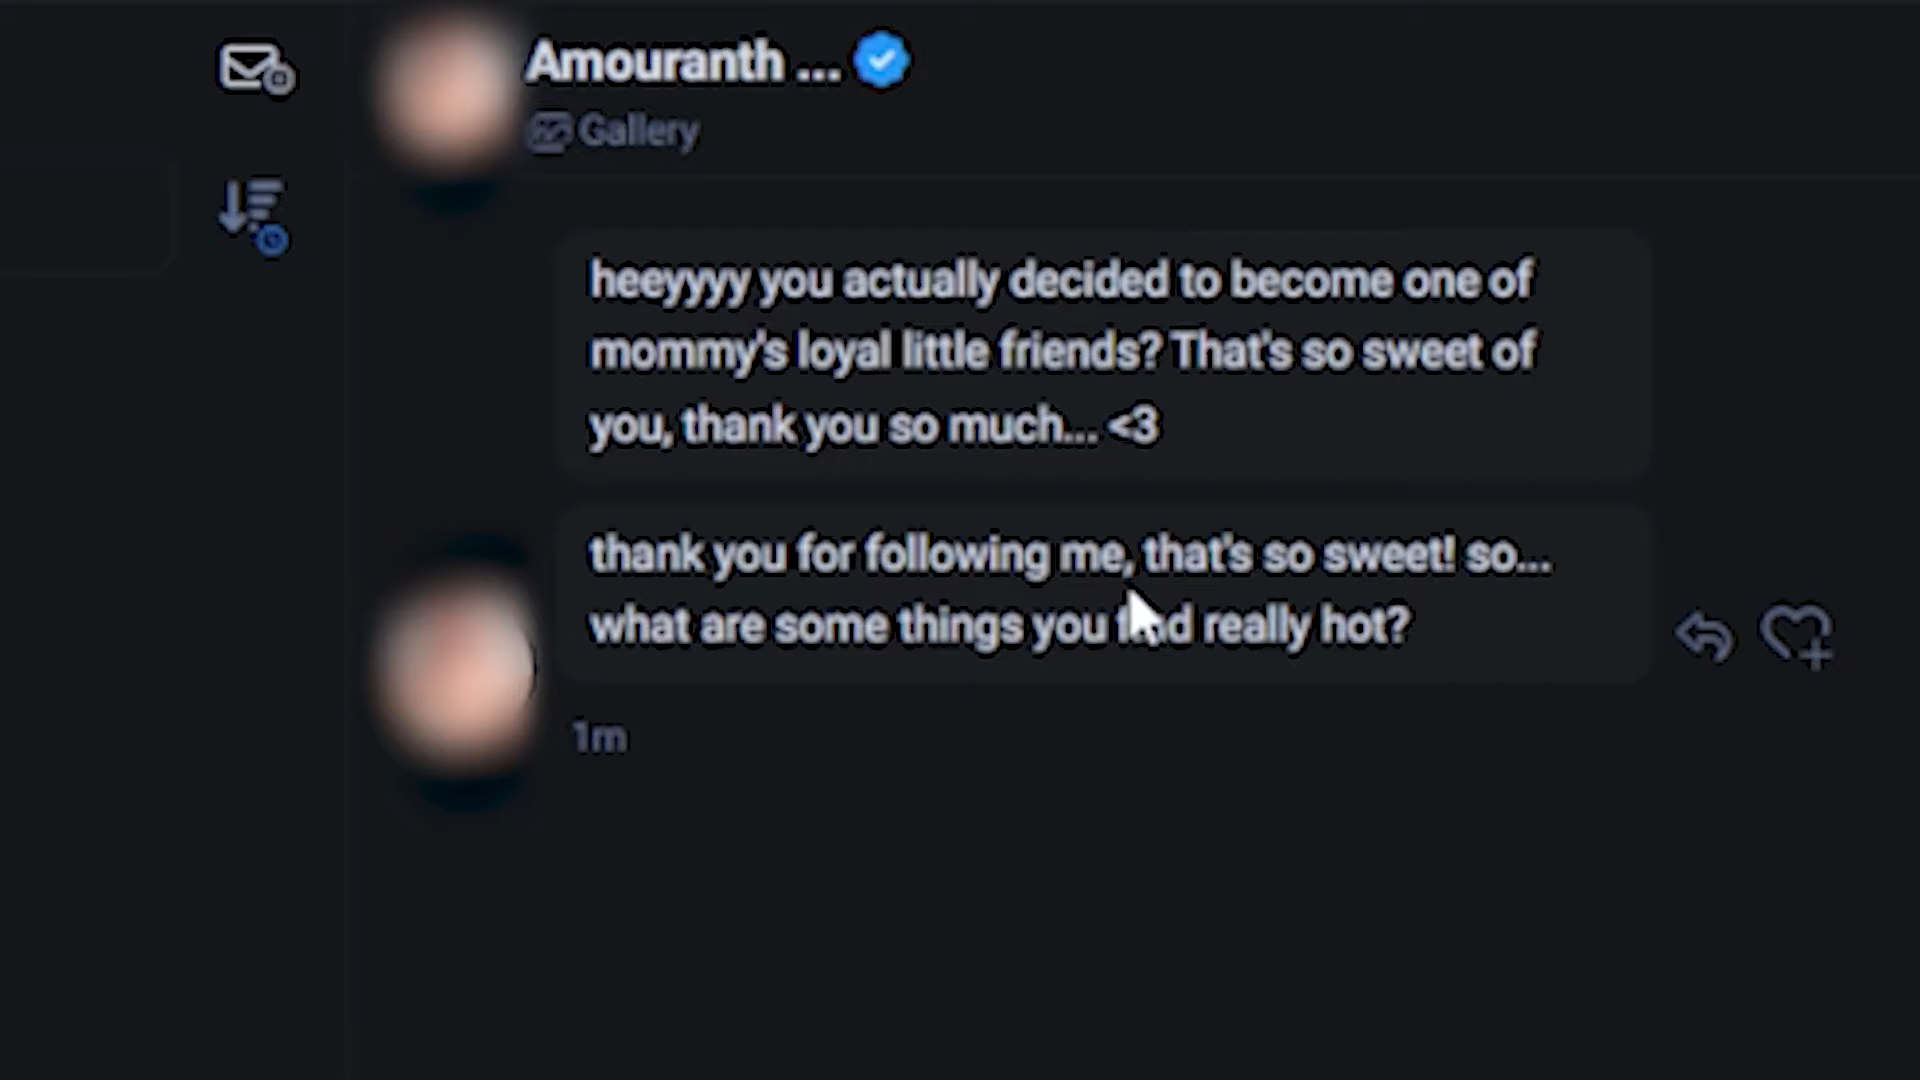 Amouranth ...
Gallery
heeyyyy you actually decided to become one of
mommy's loyal little friends? That's so sweet of
you, thank you so much... <3
thank you for following me, that's so sweet! so...
what are some things you find really hot?
1m